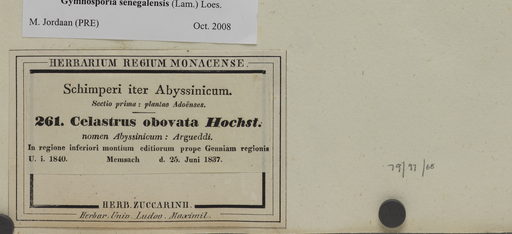 Gymnosporia senegalensis (Lam.) Loes.
M. Jordaan (PRE) Oct. 2008
HERBARIUM REGIUM MONACENSE.
Schimperi iter Abyssinicum.
Sectio prima: plantae Adoënses.
261. Celastrus obovata Hochst.
nomen Abyssinicum: Argueddi.
In regione inferiori montium editiorum prope Genniam regionis
U. i. 1840. Memsach d. 25. Juni 1837.
HERB. ZUCCARINII.
Herbar. Univ. Ludov. Maximil.